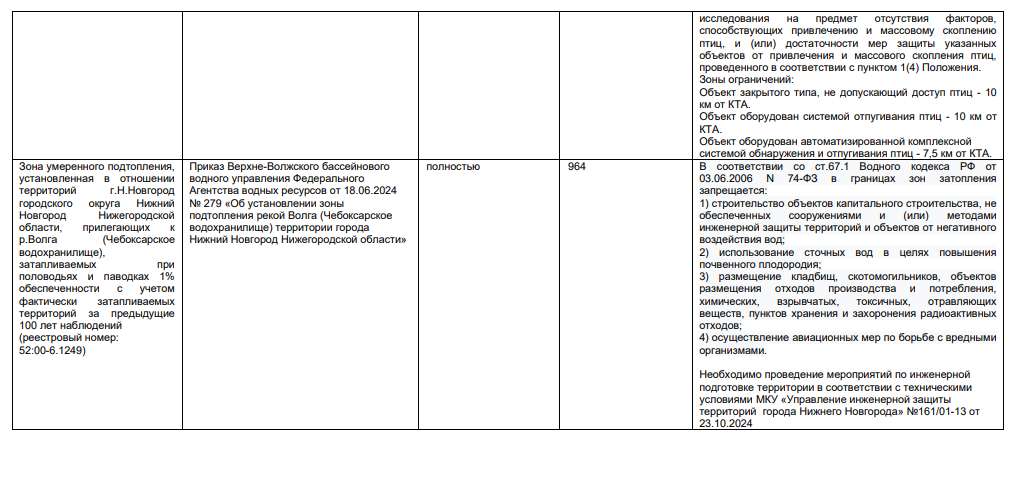 исследования на предмет отсутствия факторов,
способствующих привлечению и массовому скоплению
птиц, и (или) достаточности мер защиты указанных
объектов от привлечения и массового скопления птиц,
проведенного в соответствии с пунктом 1(4) Положения.
Зоны ограничений:
Объект закрытого типа, не допускающий доступ птиц - 10
км от КТА.
Объект оборудован системой отпугивания птиц - 10 км от
КТА.
Объект оборудован автоматизированной комплексной
системой обнаружения и отпугивания птиц - 7,5 км от КТА.
Зона умеренного подтопления,
установленная в отношении
территорий г.Н.Новгород
городского округа Нижний
Новгород Нижегородской
области, прилегающих к
р.Волга (Чебоксарское
водохранилище),
затапливаемых при
половодьях и паводках 1%
обеспеченности с учетом
фактически затапливаемых
территорий за предыдущие
100 лет наблюдений
(реестровый номер:
52:00-6.1249)
Приказ Верхне-Волжского бассейнового
водного управления Федерального
Агентства водных ресурсов от 18.06.2024
№ 279 «Об установлении зоны
подтопления рекой Волга (Чебоксарское
водохранилище) территории города
Нижний Новгород Нижегородской области»
полностью
964
В соответствии со ст.67.1 Водного кодекса РФ от
03.06.2006 N 74-ФЗ в границах зон затопления
запрещается:
1) строительство объектов капитального строительства, не
обеспеченных сооружениями и (или) методами
инженерной защиты территорий и объектов от негативного
воздействия вод;
2) использование сточных вод в целях повышения
почвенного плодородия;
3) размещение кладбищ, скотомогильников, объектов
размещения отходов производства и потребления,
химических, взрывчатых, токсичных, отравляющих
веществ, пунктов хранения и захоронения радиоактивных
отходов;
4) осуществление авиационных мер по борьбе с вредными
организмами.
Необходимо проведение мероприятий по инженерной
подготовке территории в соответствии с техническими
условиями МКУ «Управление инженерной защиты
территорий города Нижнего Новгорода» №161/01-13 от
23.10.2024